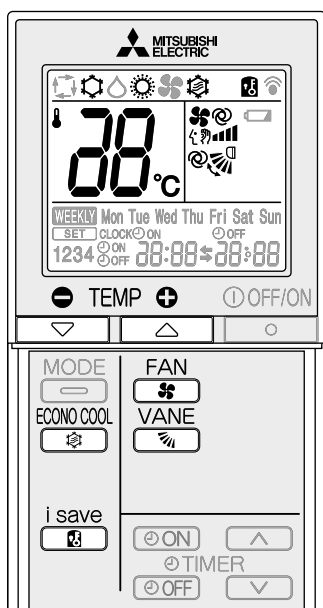 MITSUBISHI
ELECTRIC
88 °C
WEEKLY Mon Tue Wed Thu Fri Sat Sun
SET CLOCK ON OFF
1234 ON OFF 88:88 88:88
TEMP OFF/ON
MODE FAN
ECONO COOL VANE
i save
ON
TIMER
OFF